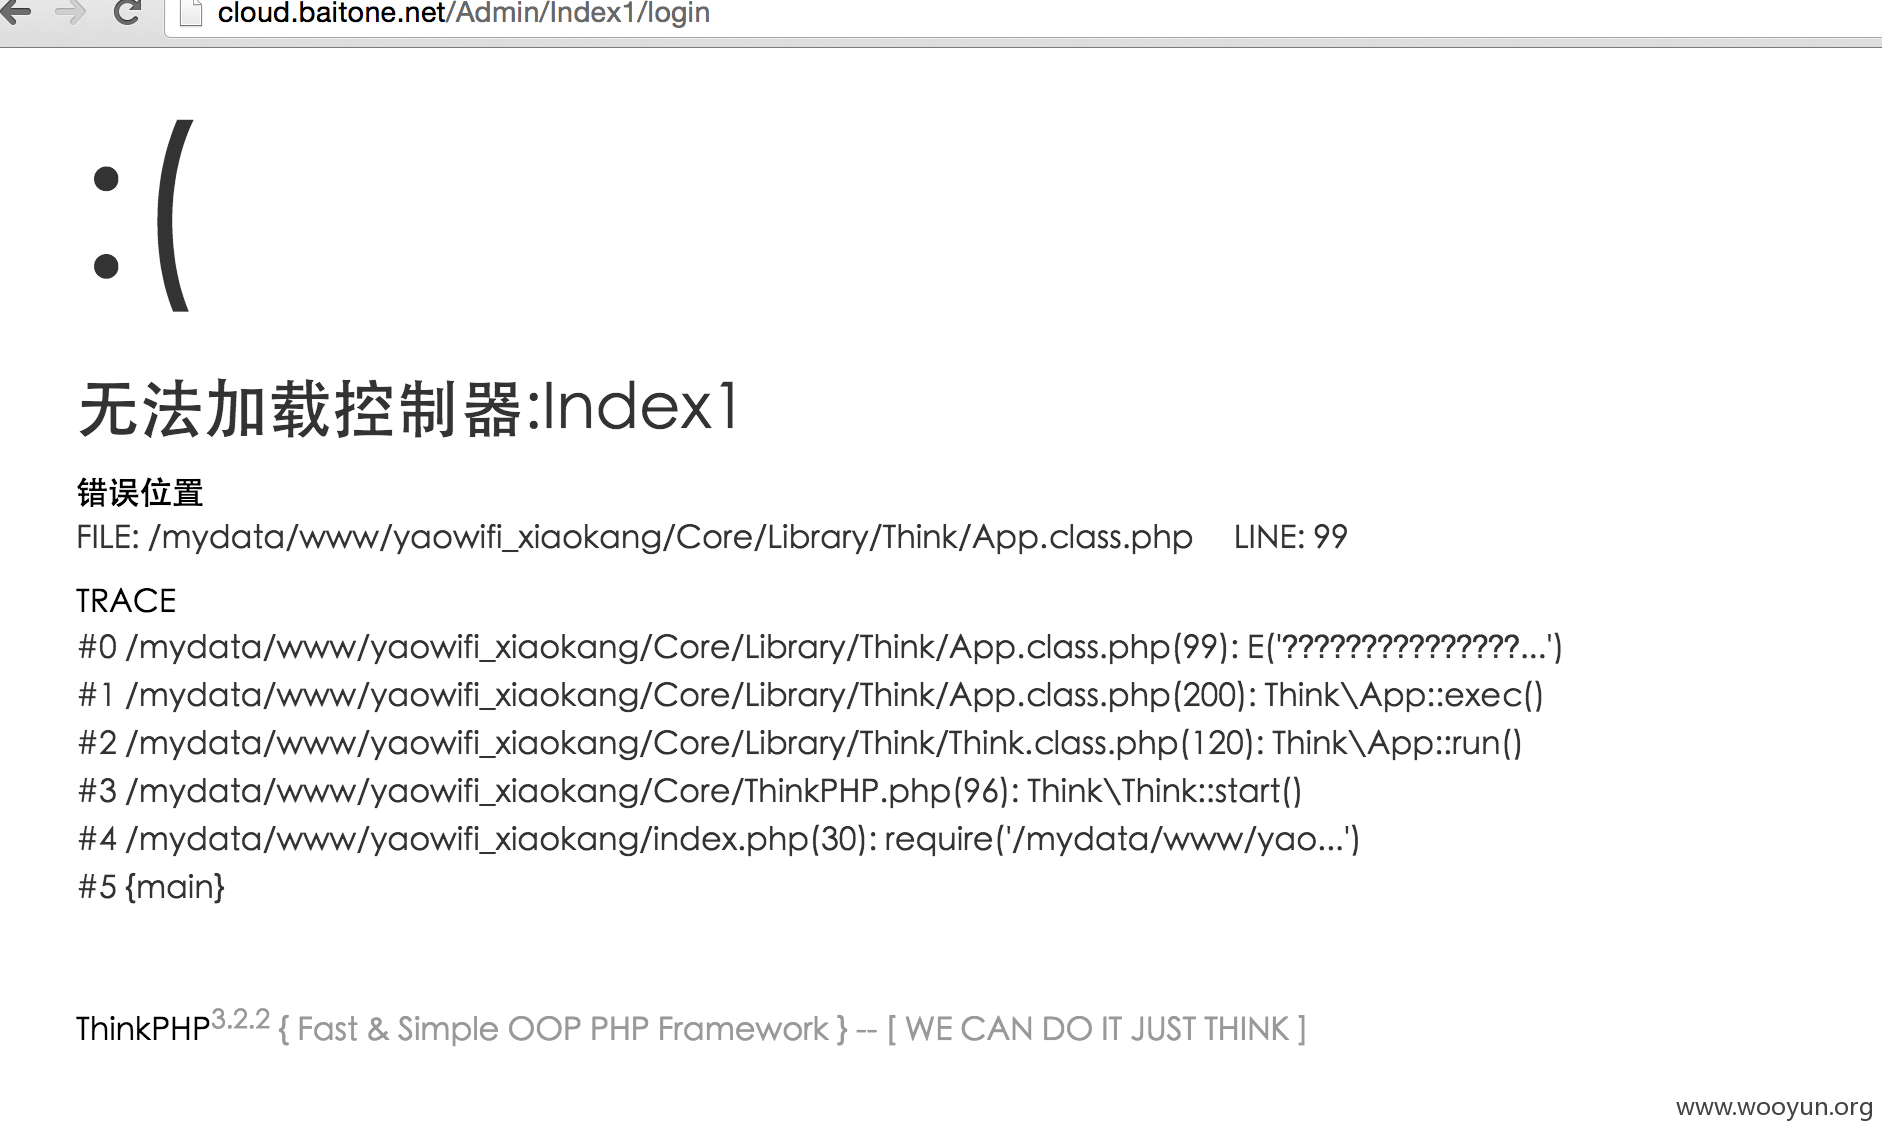 cloud.baitone.net/Admin/Index1/login
:(
无法加载控制器:Index1
错误位置
FILE: /mydata/www/yaowifi_xiaokang/Core/Library/Think/App.class.php LINE: 99
TRACE
#0 /mydata/www/yaowifi_xiaokang/Core/Library/Think/App.class.php(99): E('???????????????...')
#1 /mydata/www/yaowifi_xiaokang/Core/Library/Think/App.class.php(200): Think\App::exec()
#2 /mydata/www/yaowifi_xiaokang/Core/Library/Think/Think.class.php(120): Think\App::run()
#3 /mydata/www/yaowifi_xiaokang/Core/ThinkPHP.php(96): Think\Think::start()
#4 /mydata/www/yaowifi_xiaokang/index.php(30): require('/mydata/www/yao...')
#5 {main}
ThinkPHP3.2.2 { Fast & Simple OOP PHP Framework } -- [ WE CAN DO IT JUST THINK ]
www.wooyun.org